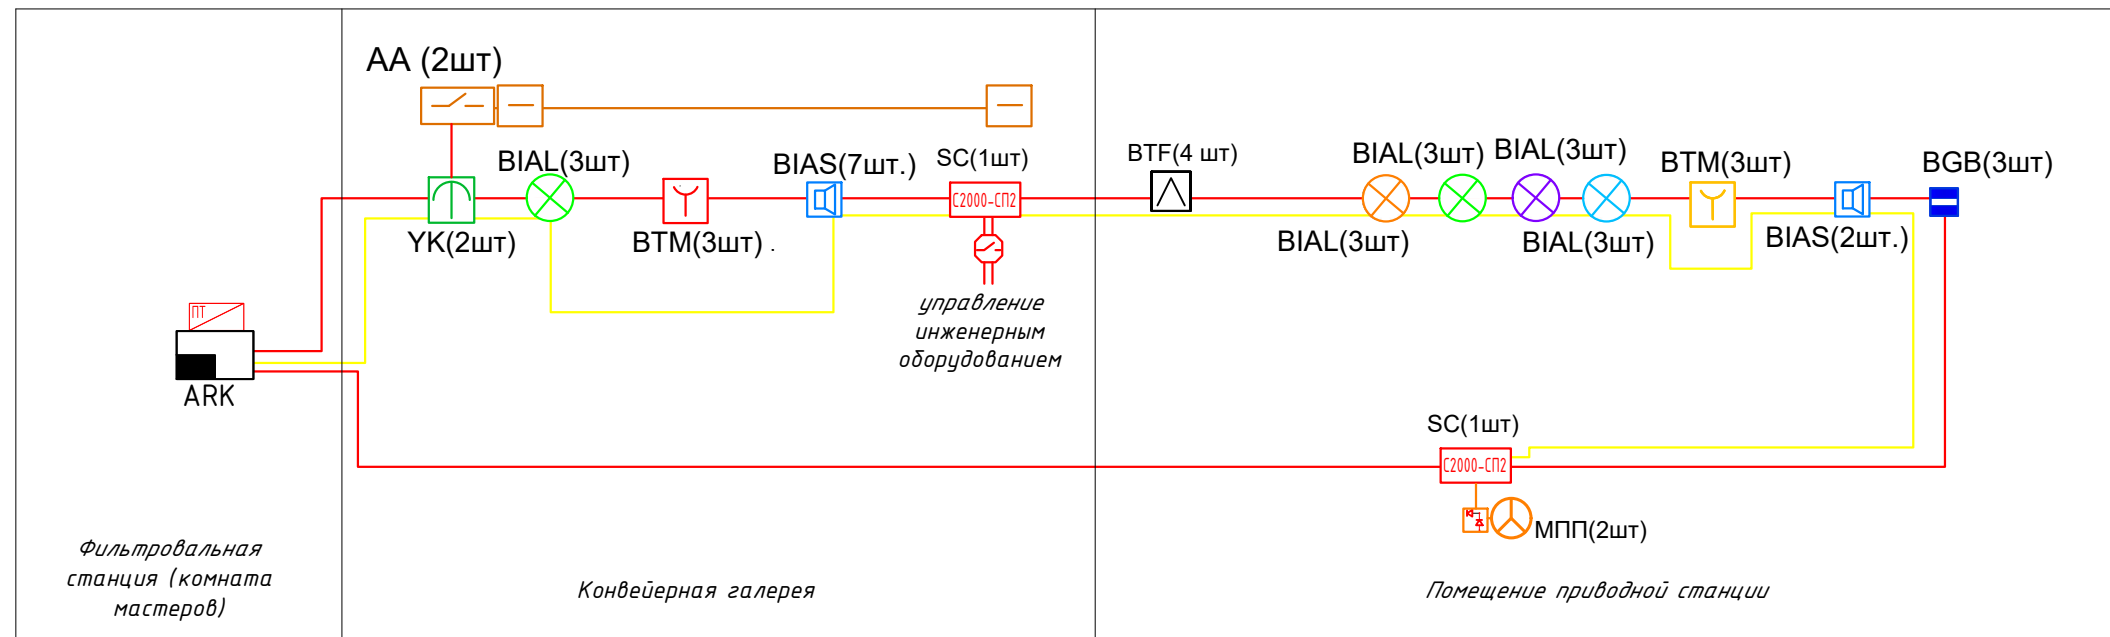 АА (2шт)
BIAL(3шт)
BIAS(7шт.)
SC(1шт)
С2000-СП2
YK(2шт)
BTM(3шт) .
управление
инженерным
оборудованием
BTF(4 шт)
BIAL(3шт)
BIAL(3шт)
BTM(3шт)
BGB(3шт)
BIAL(3шт)
BIAL(3шт)
BIAS(2шт.)
ПТ
ARK
SC(1шт)
С2000-СП2
МПП(2шт)
Фильтровальная
станция (комната
мастеров)
Конвейерная галерея
Помещение приводной станции